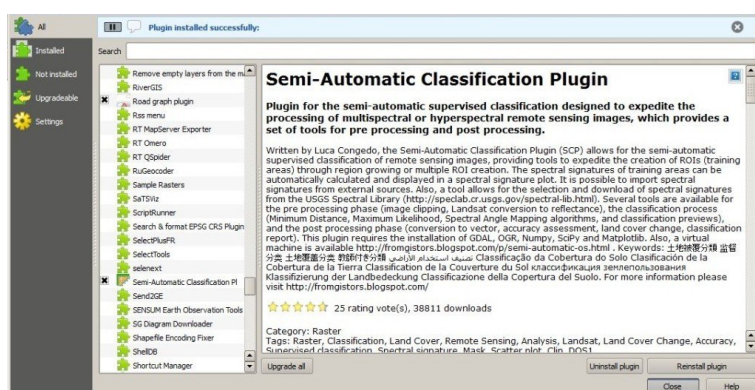 All
Installed
Not installed
Upgradeable
Settings
Plugin installed successfully:
Search
Remove empty layers from the ma
RiverGIS
Road graph plugin
Rss menu
RT MapServer Exporter
RT Omero
RT QSpider
RuGeocoder
Sample Rasters
SaTSViz
ScriptRunner
Search & format EPSG CRS Plugin
SelectPlusFR
SelectTools
selenext
Semi-Automatic Classification Pl
Send2GE
SENSUM Earth Observation Tools
SG Diagram Downloader
Shapefile Encoding Fixer
ShellDB
Shortcut Manager
Semi-Automatic Classification Plugin
Plugin for the semi-automatic supervised classification designed to expedite the
processing of multispectral or hyperspectral remote sensing images, which provides a
set of tools for pre processing and post processing.
Written by Luca Congedo, the Semi-Automatic Classification Plugin (SCP) allows for the semi-automatic
supervised classification of remote sensing images, providing tools to expedite the creation of ROIs (training
areas) through region growing or multiple ROI creation. The spectral signatures of training areas can be
automatically calculated and displayed in a spectral signature plot. It is possible to import spectral
signatures from external sources. Also, a tool allows for the selection and download of spectral signatures
from the USGS Spectral Library (http://speclab.cr.usgs.gov/spectral-lib.html). Several tools are available for
the pre processing phase (image clipping, Landsat conversion to reflectance), the classification process
(Minimum Distance, Maximum Likelihood, Spectral Angle Mapping algorithms, and classification previews),
and the post processing phase (conversion to vector, accuracy assessment, land cover change, classification
report). This plugin requires the installation of GDAL, OGR, Numpy, SciPy and Matplotlib. Also, a virtual
machine is available http://fromgistors.blogspot.com/p/semi-automatic-os.html . Keywords: 土地被覆分類 監督
分类 土地覆盖分类 教師付き分類 تصنيف استخدام الأراضي Classificação da Cobertura do Solo Clasificación de la
Cobertura de la Tierra Classification de la Couverture du Sol классификация землепользования
Klassifizierung der Landbedeckung Classificazione della Copertura del Suolo. For more information please
visit http://fromgistors.blogspot.com/
25 rating vote(s), 38811 downloads
Category: Raster
Tags: Raster, Classification, Land Cover, Remote Sensing, Analysis, Landsat, Land Cover Change, Accuracy,
Supervised classification, Spectral signature, Mask, Scatter plot, Clip, DOS1
Upgrade all
Uninstall plugin
Reinstall plugin
Close
Help